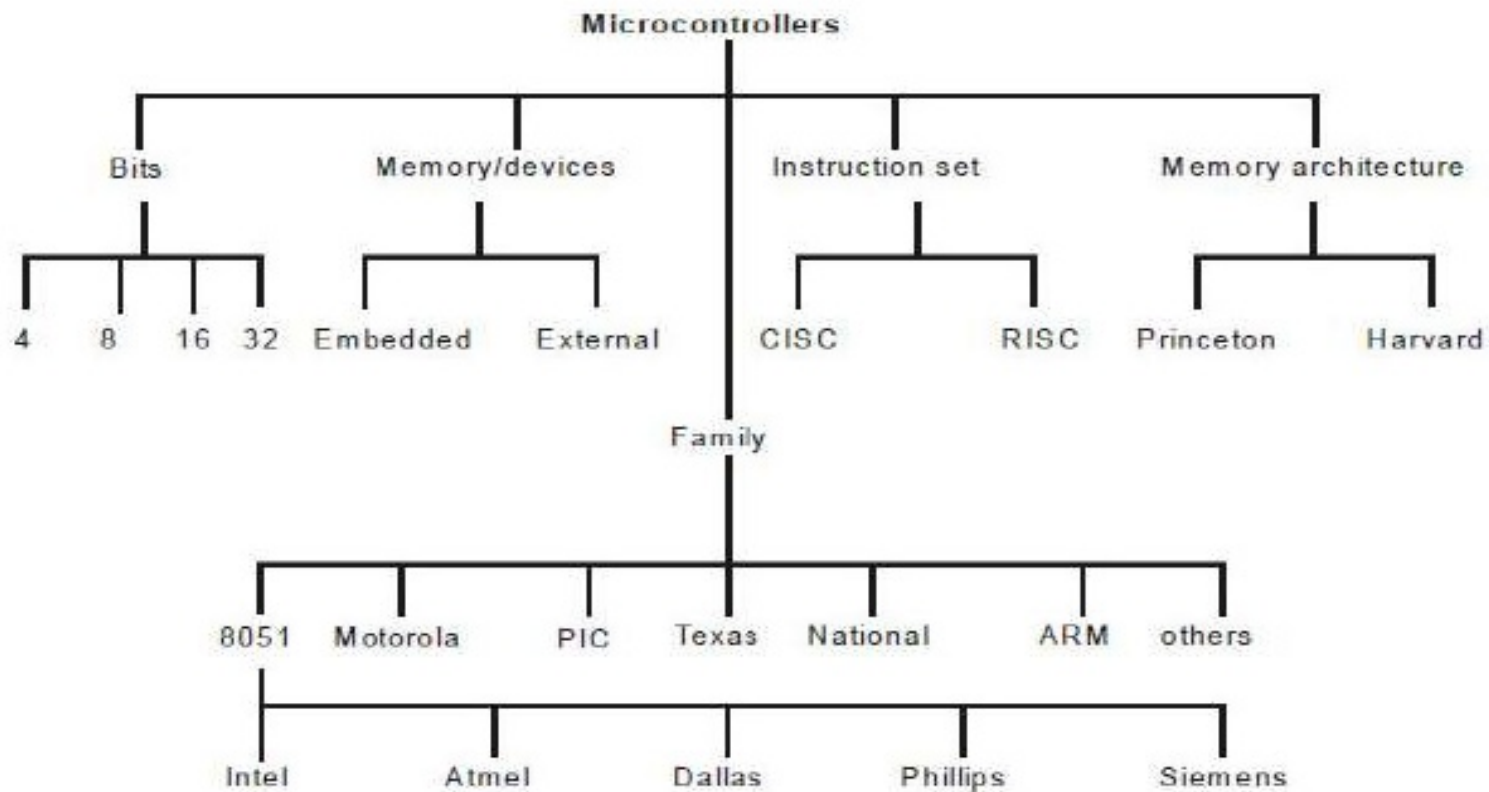 Microcontrollers
Bits Memory/devices Instruction set Memory architecture
4 8 16 32 Embedded External CISC RISC Princeton Harvard
Family
8051 Motorola PIC Texas National ARM others
Intel Atmel Dallas Phillips Siemens